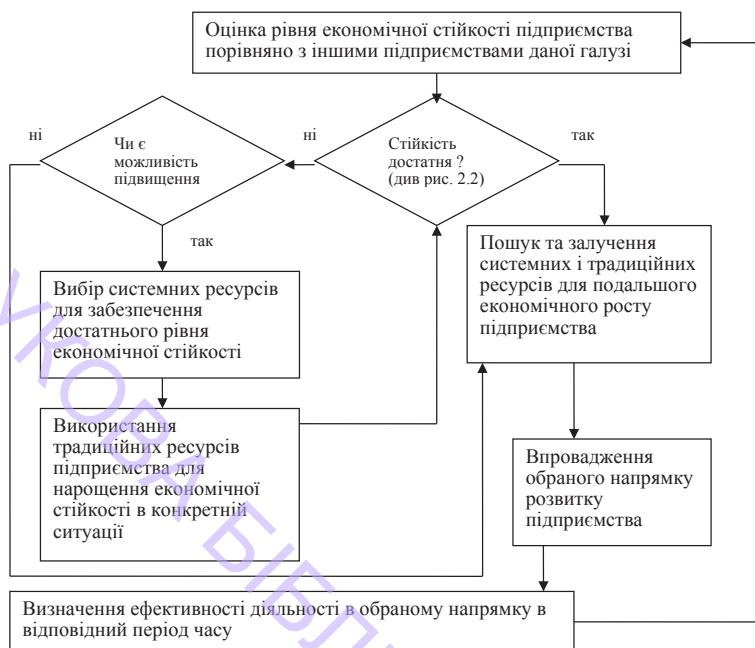 Оцінка рівня економічної стійкості підприємства
порівняно з іншими підприємствами даної галузі
ні
Чи є
можливість
підвищення
ні
Стійкість
достатня ?
(див рис. 2.2)
так
так
Вибір системних ресурсів
для забезпечення
достатнього рівня
економічної стійкості
Пошук та залучення
системних і традиційних
ресурсів для подальшого
економічного росту
підприємства
Використання
традиційних ресурсів
підприємства для
нарощення економічної
стійкості в конкретній
ситуації
Впровадження
обраного напрямку
розвитку
підприємства
Визначення ефективності діяльності в обраному напрямку в
відповідний період часу